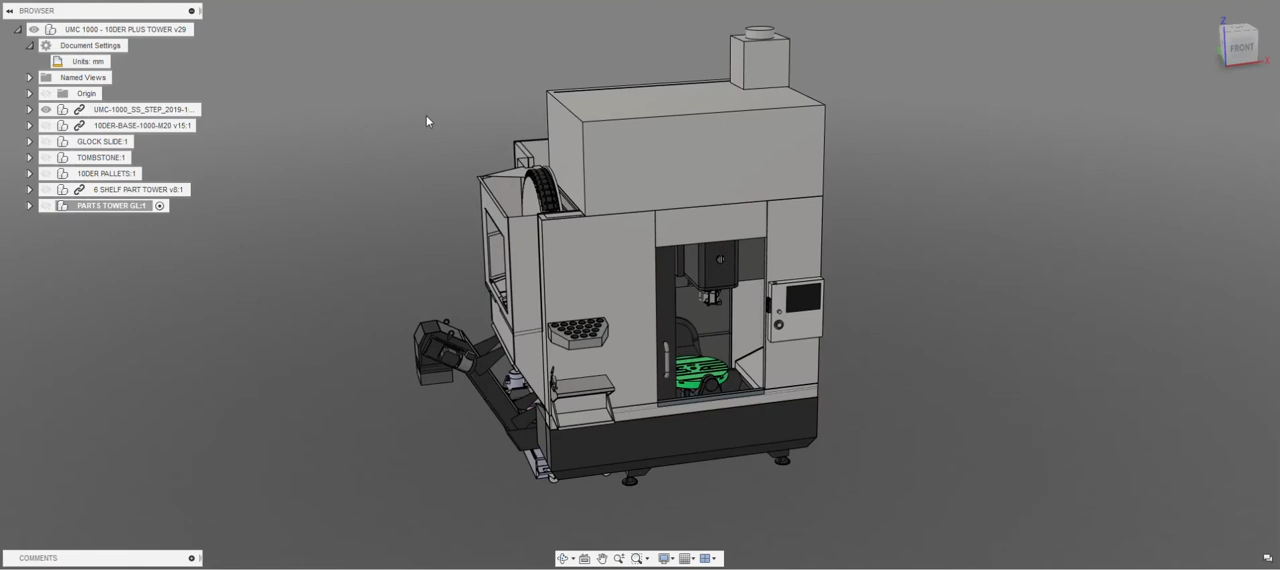 BROWSER
UMC 1000 - 10DER PLUS TOWER v29
Document Settings
Units: mm
Named Views
Origin
UMC-1000_SS_STEP_2019-1...
10DER-BASE-1000-M20 v15:1
GLOCK SLIDE:1
TOMBSTONE:1
10DER PALLETS:1
6 SHELF PART TOWER v8:1
PARTS TOWER GL:1
Z
FRONT
X
COMMENTS